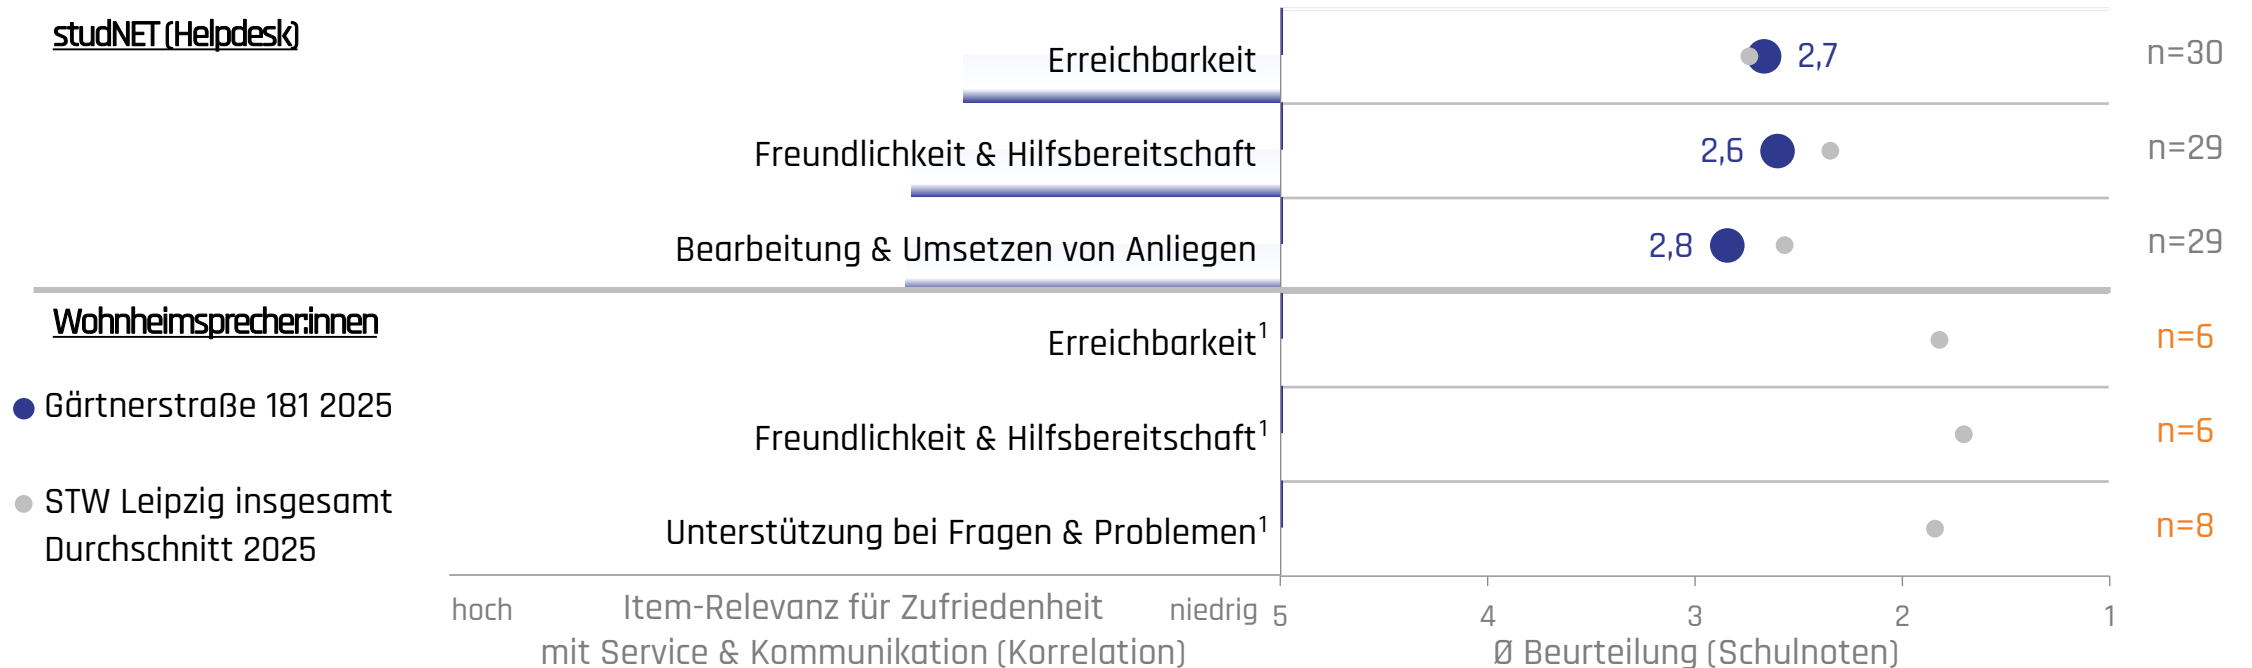 studNET (Helpdesk)
Erreichbarkeit
2,7
n=30
Freundlichkeit & Hilfsbereitschaft
2,6
n=29
Bearbeitung & Umsetzen von Anliegen
2,8
n=29
Wohnheimsprecher:innen
Erreichbarkeit¹
n=6
Gärtnerstraße 181 2025
Freundlichkeit & Hilfsbereitschaft¹
n=6
STW Leipzig insgesamt
Durchschnitt 2025
Unterstützung bei Fragen & Problemen¹
n=8
hoch
Item-Relevanz für Zufriedenheit
mit Service & Kommunikation (Korrelation)
niedrig
5 4 3 2 1
Ø Beurteilung (Schulnoten)